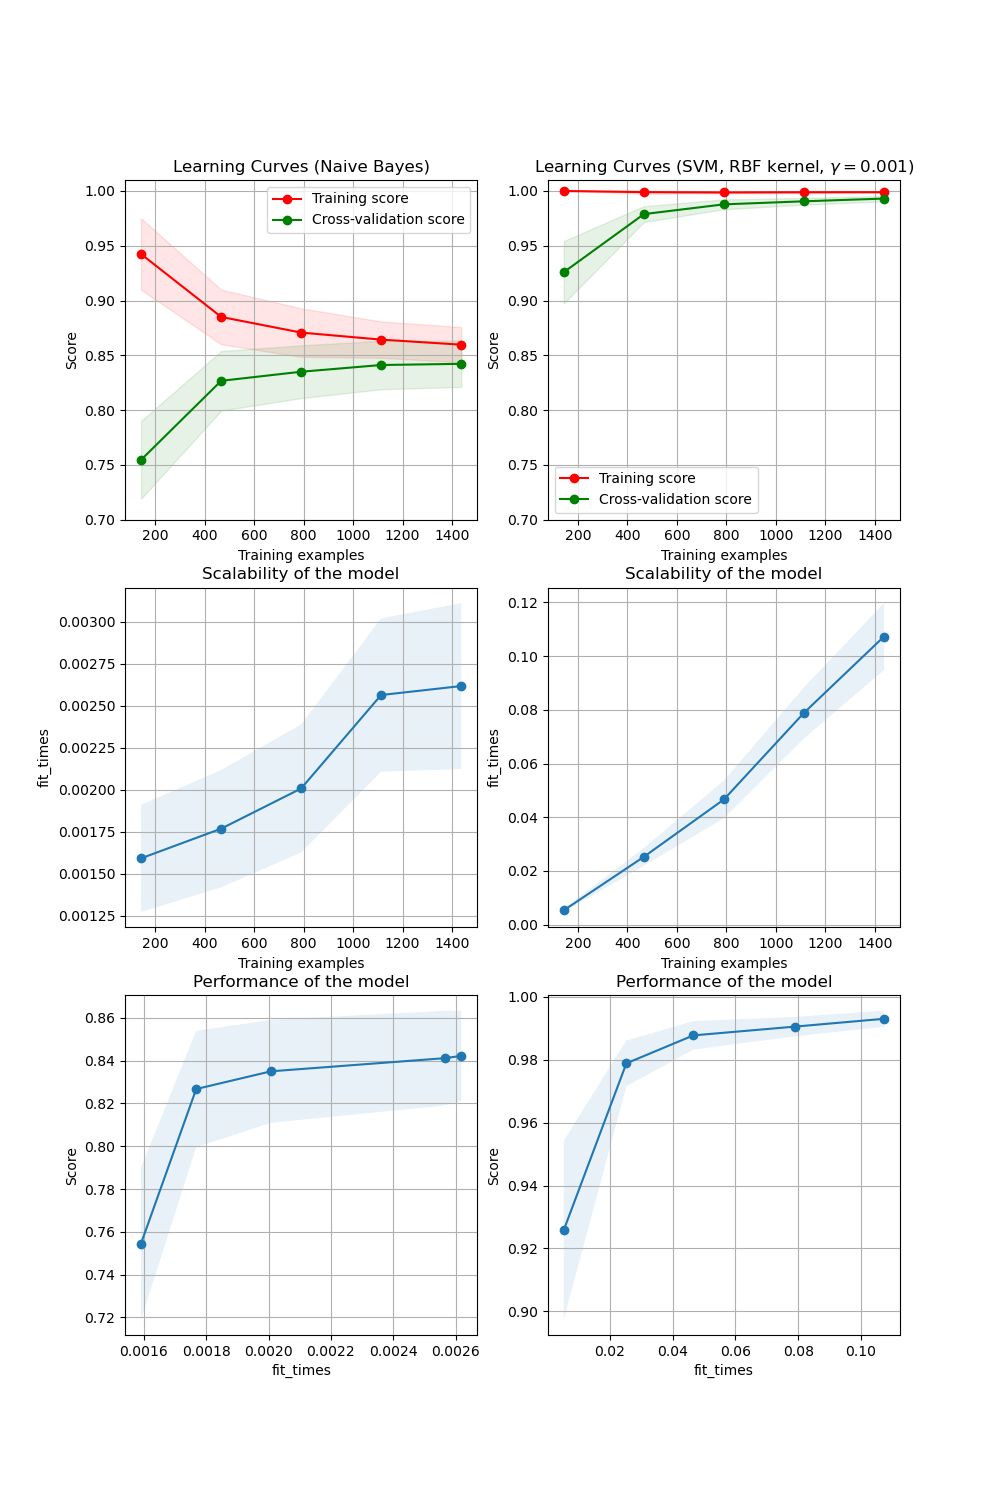 Learning Curves (Naive Bayes)
1.00
0.95
0.90
0.85
0.80
0.75
0.70
Score
Training score
Cross-validation score
200 400 600 800 1000 1200 1400
Training examples
Learning Curves (SVM, RBF kernel, γ = 0.001)
1.00
0.95
0.90
0.85
0.80
0.75
0.70
Score
Training score
Cross-validation score
200 400 600 800 1000 1200 1400
Training examples
Scalability of the model
0.00300
0.00275
0.00250
0.00225
0.00200
0.00175
0.00150
0.00125
fit_times
200 400 600 800 1000 1200 1400
Training examples
Scalability of the model
0.12
0.10
0.08
0.06
0.04
0.02
0.00
fit_times
200 400 600 800 1000 1200 1400
Training examples
Performance of the model
0.86
0.84
0.82
0.80
0.78
0.76
0.74
0.72
Score
0.0016 0.0018 0.0020 0.0022 0.0024 0.0026
fit_times
Performance of the model
1.00
0.98
0.96
0.94
0.92
0.90
Score
0.02 0.04 0.06 0.08 0.10
fit_times